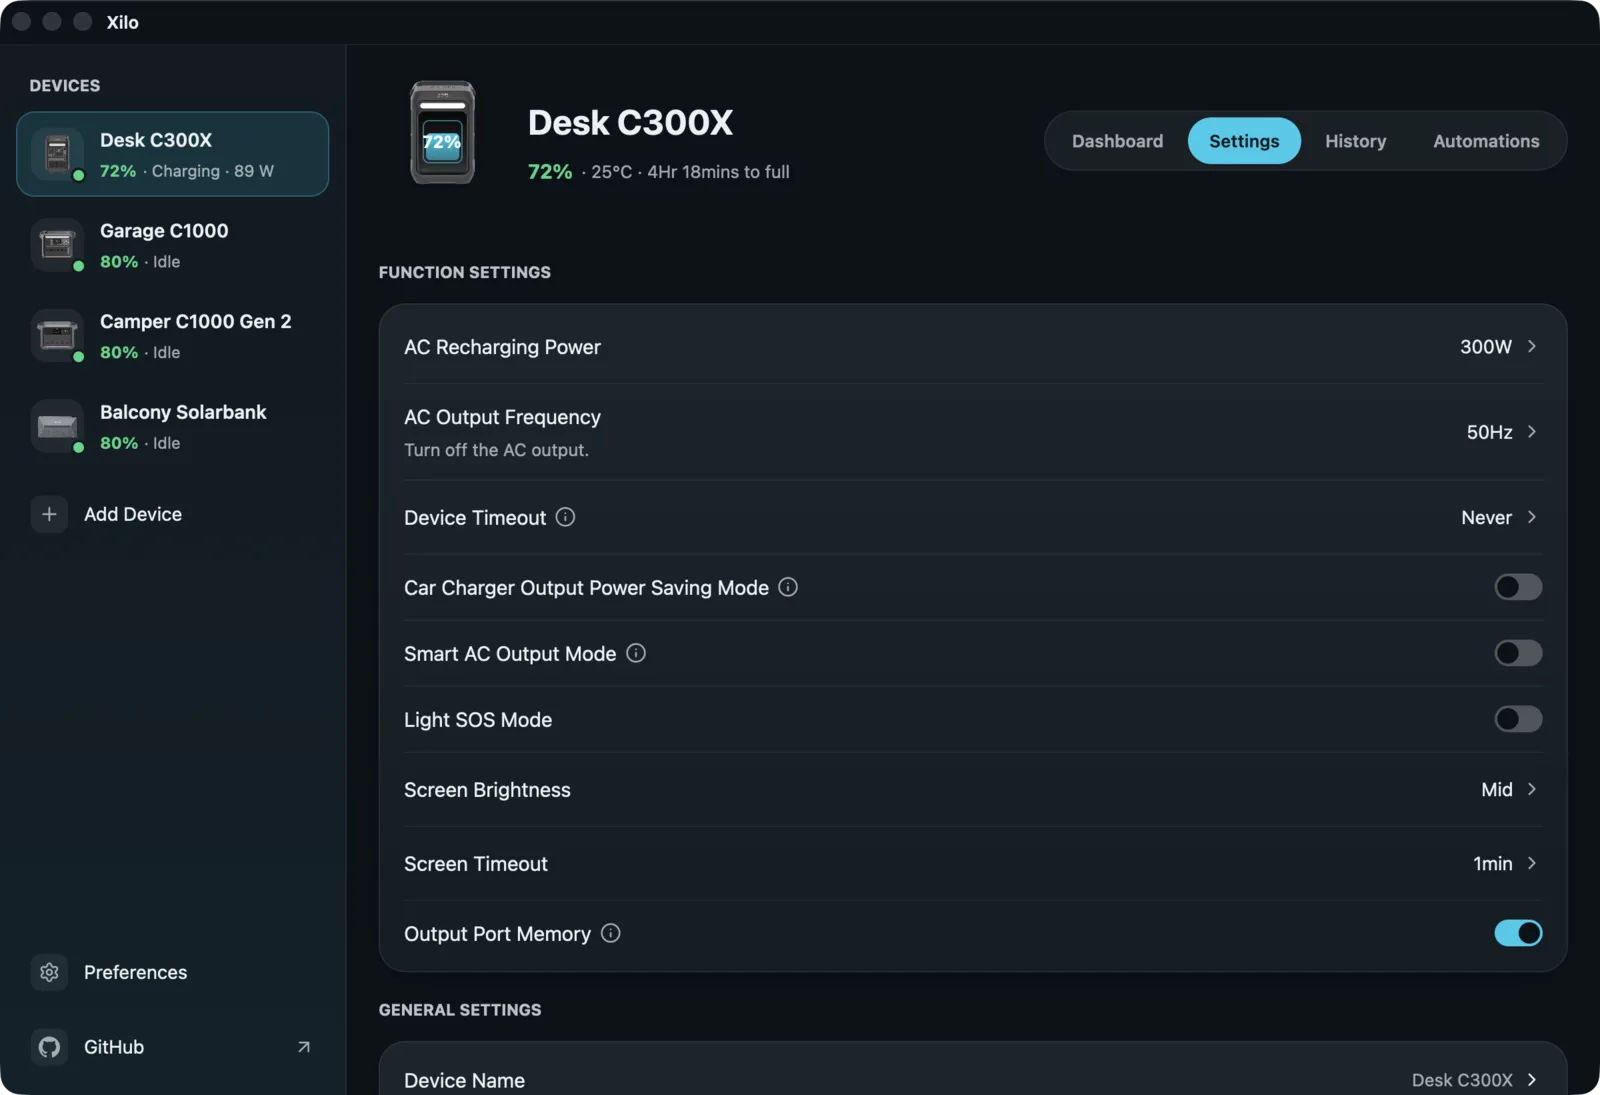 Xilo
DEVICES
Desk C300X
72% · Charging · 89 W
Garage C1000
80% · Idle
Camper C1000 Gen 2
80% · Idle
Balcony Solarbank
80% · Idle
Add Device
Preferences
GitHub
72%
Desk C300X
72% · 25°C · 4Hr 18mins to full
Dashboard
Settings
History
Automations
FUNCTION SETTINGS
AC Recharging Power
300W
AC Output Frequency
Turn off the AC output.
50Hz
Device Timeout
Never
Car Charger Output Power Saving Mode
Smart AC Output Mode
Light SOS Mode
Screen Brightness
Mid
Screen Timeout
1min
Output Port Memory
GENERAL SETTINGS
Device Name
Desk C300X